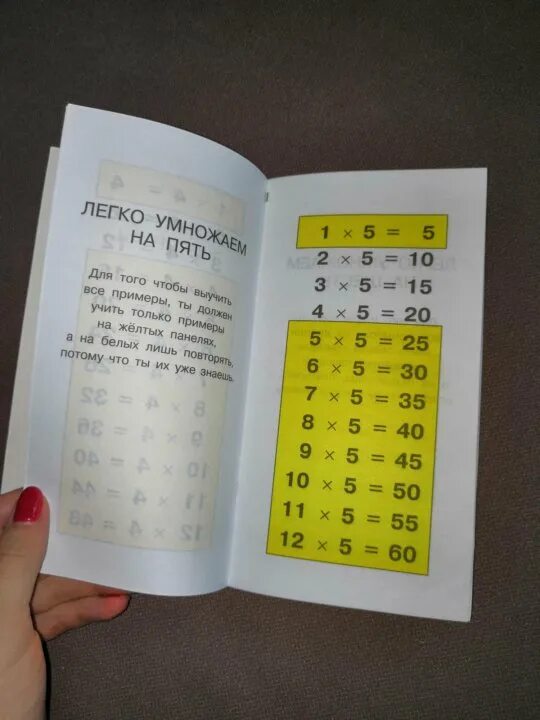 ЛЕГКО УМНОЖАЕМ
НА ПЯТЬ
Для того чтобы выучить
все примеры, ты должен
учить только примеры
на жёлтых панелях,
а на белых лишь повторять,
потому что ты их уже знаешь.
1 × 5 = 5
2 × 5 = 10
3 × 5 = 15
4 × 5 = 20
5 × 5 = 25
6 × 5 = 30
7 × 5 = 35
8 × 5 = 40
9 × 5 = 45
10 × 5 = 50
11 × 5 = 55
12 × 5 = 60